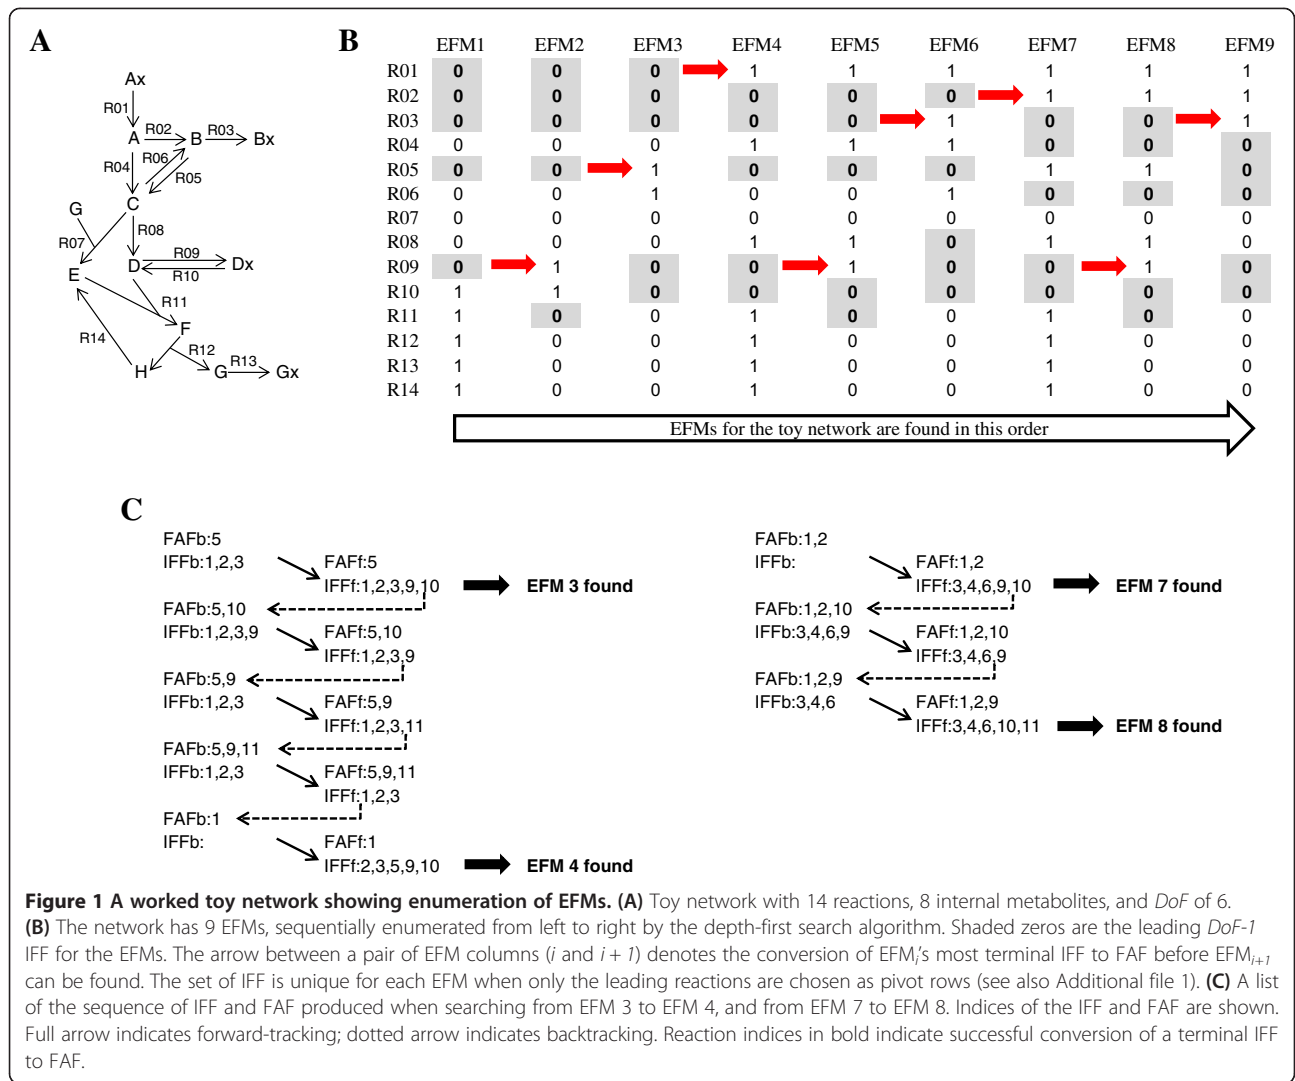 A
Ax
R01
A
R02
B
R03
Bx
R06
R04
R05
C
G
R08
R07
R09
E
D
Dx
R10
R11
F
R14
R12
R13
H
G
Gx
B
EFM1 EFM2 EFM3 EFM4 EFM5 EFM6 EFM7 EFM8 EFM9
R01 0 0 0 1 1 1 1 1 1
R02 0 0 0 0 0 0 1 1 1
R03 0 0 0 0 0 1 0 0 1
R04 0 0 0 1 1 1 0 0 0
R05 0 0 1 0 0 0 1 1 0
R06 0 0 1 0 0 1 0 0 0
R07 0 0 0 0 0 0 0 0 0
R08 0 0 0 1 1 0 1 1 0
R09 0 1 0 0 1 0 0 1 0
R10 1 1 0 0 0 0 0 0 0
R11 1 0 0 1 0 0 1 0 0
R12 1 0 0 1 0 0 1 0 0
R13 1 0 0 1 0 0 1 0 0
R14 1 0 0 1 0 0 1 0 0
EFMs for the toy network are found in this order
C
FAFb:5
IFFb:1,2,3
FAFf:5
IFFf:1,2,3,9,10
EFM 3 found
FAFb:5,10
IFFb:1,2,3,9
FAFf:5,10
IFFf:1,2,3,9
FAFb:5,9
IFFb:1,2,3
FAFf:5,9
IFFf:1,2,3,11
FAFb:5,9,11
IFFb:1,2,3
FAFf:5,9,11
IFFf:1,2,3
FAFb:1
IFFb:
FAFf:1
IFFf:2,3,5,9,10
EFM 4 found
FAFb:1,2
IFFb:
FAFf:1,2
IFFf:3,4,6,9,10
EFM 7 found
FAFb:1,2,10
IFFb:3,4,6,9
FAFf:1,2,10
IFFf:3,4,6,9
FAFb:1,2,9
IFFb:3,4,6
FAFf:1,2,9
IFFf:3,4,6,10,11
EFM 8 found
Figure 1 A worked toy network showing enumeration of EFMs. (A) Toy network with 14 reactions, 8 internal metabolites, and DoF of 6.
(B) The network has 9 EFMs, sequentially enumerated from left to right by the depth-first search algorithm. Shaded zeros are the leading DoF-1
IFF for the EFMs. The arrow between a pair of EFM columns (i and i + 1) denotes the conversion of EFMi's most terminal IFF to FAF before EFMi+1
can be found. The set of IFF is unique for each EFM when only the leading reactions are chosen as pivot rows (see also Additional file 1). (C) A list
of the sequence of IFF and FAF produced when searching from EFM 3 to EFM 4, and from EFM 7 to EFM 8. Indices of the IFF and FAF are shown.
Full arrow indicates forward-tracking; dotted arrow indicates backtracking. Reaction indices in bold indicate successful conversion of a terminal IFF
to FAF.